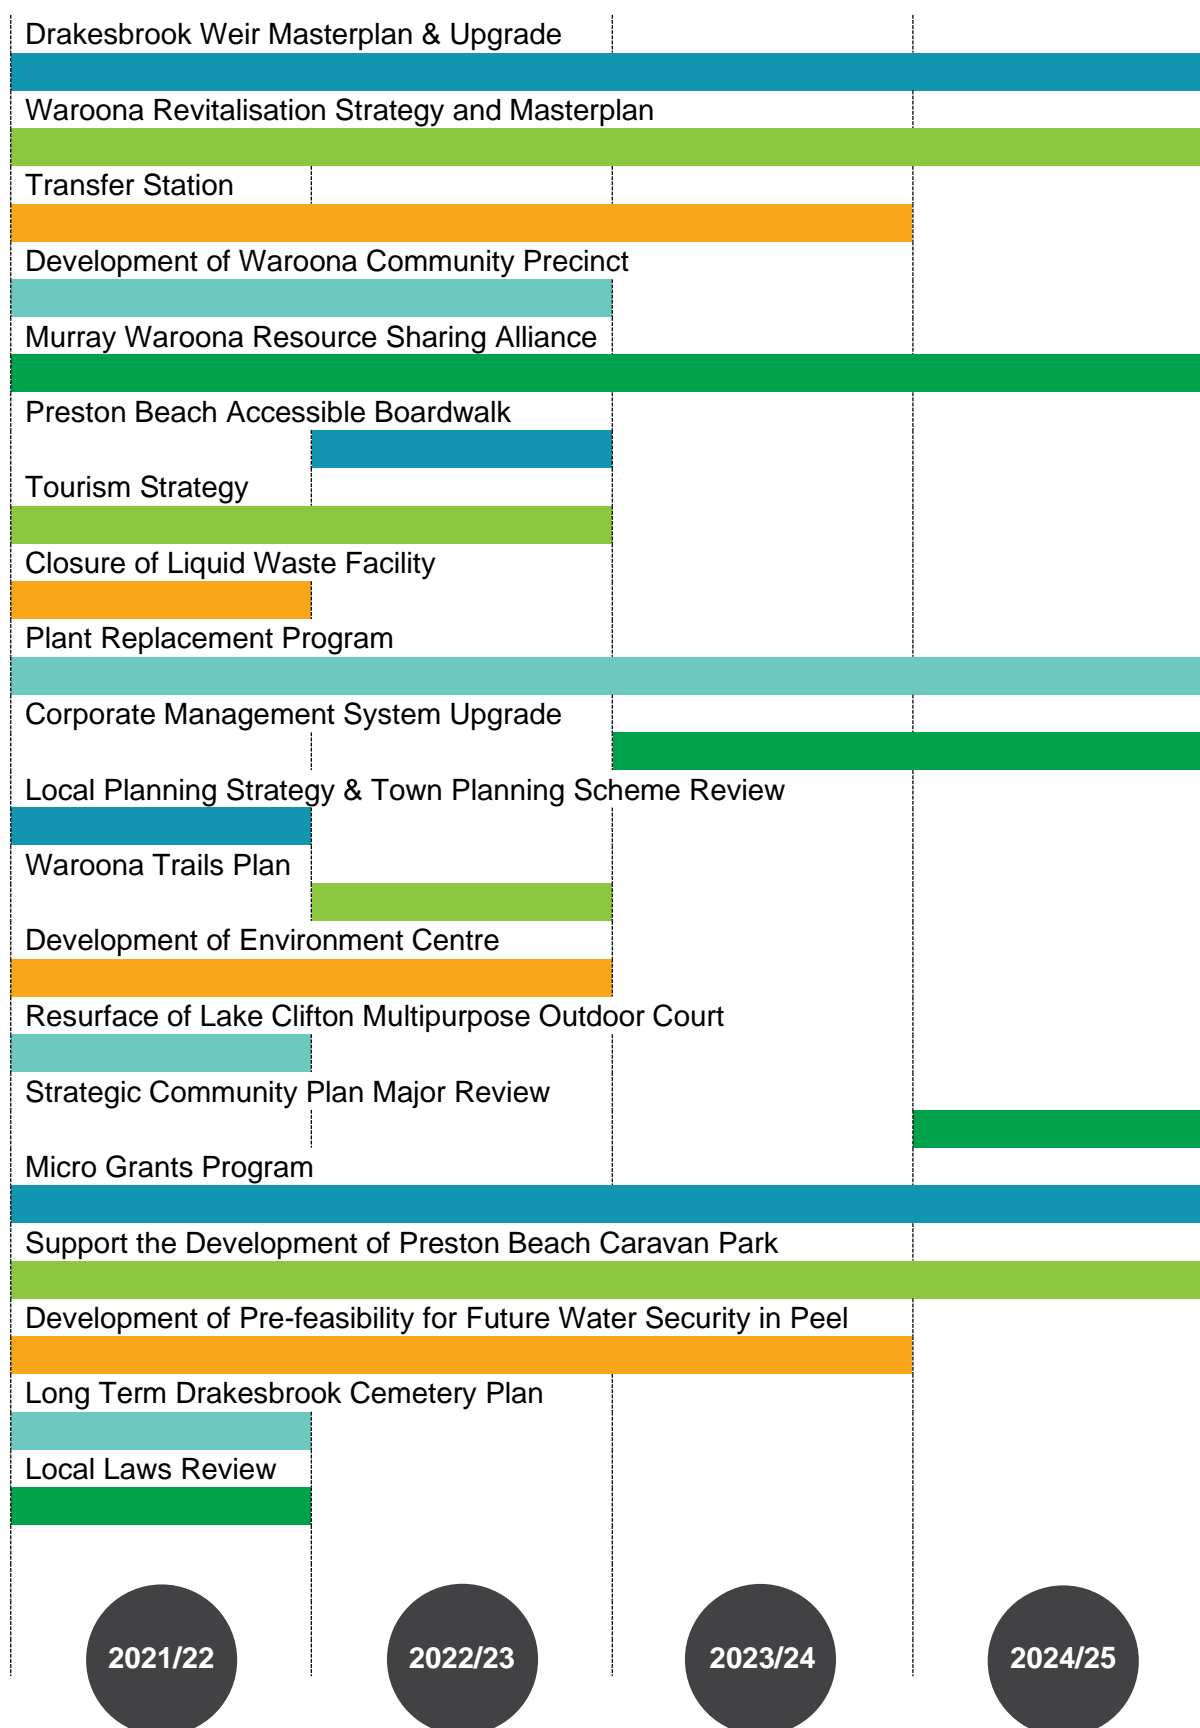 Drakesbrook Weir Masterplan & Upgrade
Waroona Revitalisation Strategy and Masterplan
Transfer Station
Development of Waroona Community Precinct
Murray Waroona Resource Sharing Alliance
Preston Beach Accessible Boardwalk
Tourism Strategy
Closure of Liquid Waste Facility
Plant Replacement Program
Corporate Management System Upgrade
Local Planning Strategy & Town Planning Scheme Review
Waroona Trails Plan
Development of Environment Centre
Resurface of Lake Clifton Multipurpose Outdoor Court
Strategic Community Plan Major Review
Micro Grants Program
Support the Development of Preston Beach Caravan Park
Development of Pre-feasibility for Future Water Security in Peel
Long Term Drakesbrook Cemetery Plan
Local Laws Review
2021/22 2022/23 2023/24 2024/25